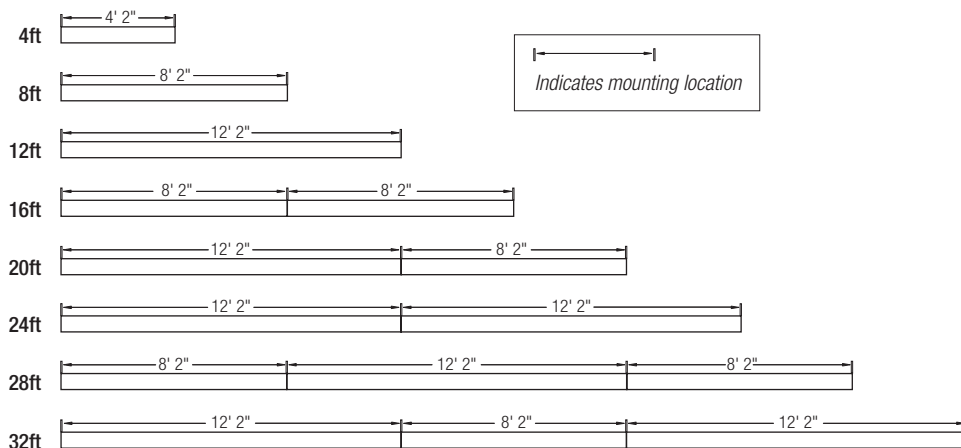 4ft 4' 2"
Indicates mounting location
8ft 8' 2"
12ft 12' 2"
16ft 8' 2" 8' 2"
20ft 12' 2" 8' 2"
24ft 12' 2" 12' 2"
28ft 8' 2" 12' 2" 8' 2"
32ft 12' 2" 8' 2" 12' 2"